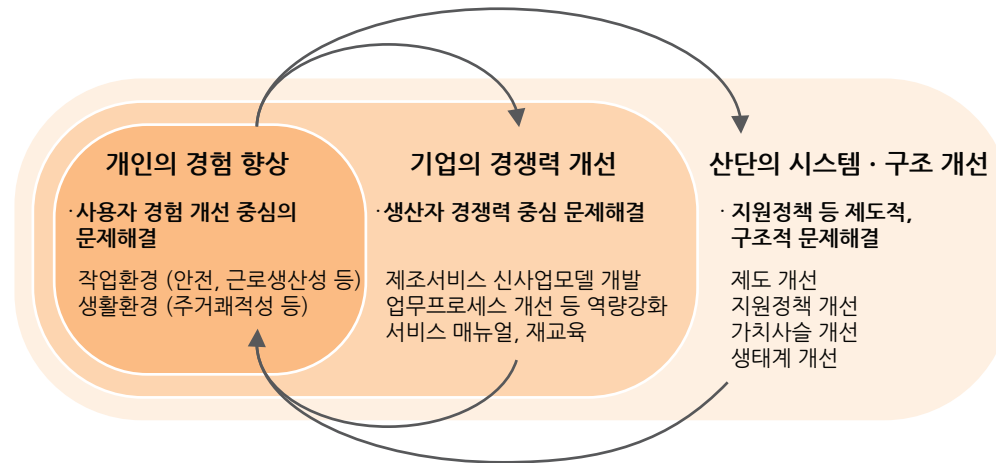 개인의 경험 향상
·사용자 경험 개선 중심의
문제해결
작업환경 (안전, 근로생산성 등)
생활환경 (주거쾌적성 등)
기업의 경쟁력 개선
·생산자 경쟁력 중심 문제해결
제조서비스 신사업모델 개발
업무프로세스 개선 등 역량강화
서비스 매뉴얼, 재교육
산단의 시스템 · 구조 개선
· 지원정책 등 제도적,
구조적 문제해결
제도 개선
지원정책 개선
가치사슬 개선
생태계 개선